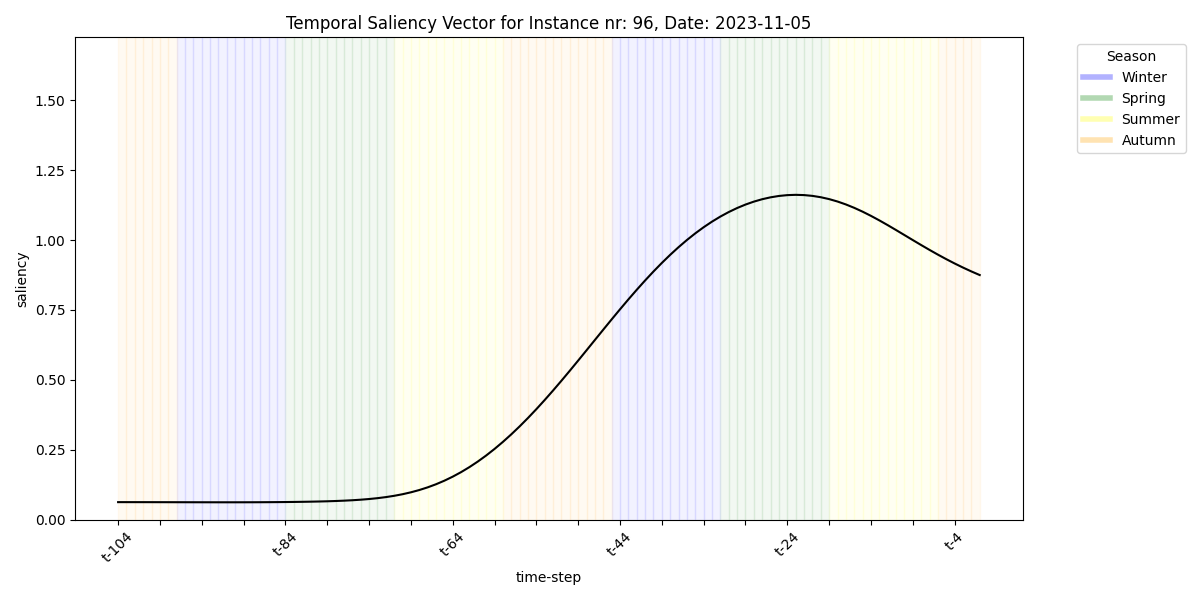 Temporal Saliency Vector for Instance nr: 96, Date: 2023-11-05
Season
Winter
Spring
Summer
Autumn
saliency
1.50
1.25
1.00
0.75
0.50
0.25
0.00
t-104 t-84 t-64 t-44 t-24 t-4
time-step